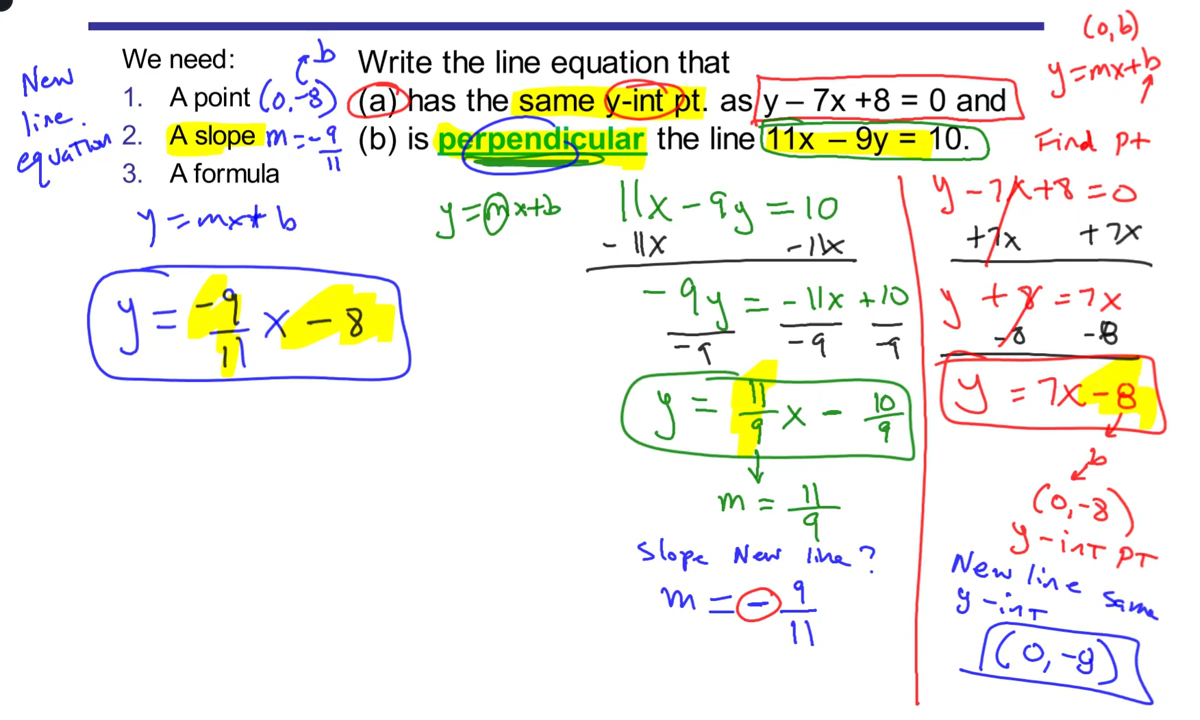 We need:
1. A point (0,-8) b
2. A slope m = -9/11
3. A formula
y = mx + b
New line. equation
y = -9/11 x - 8
Write the line equation that
(a) has the same y-int pt. as y – 7x +8 = 0 and
(b) is perpendicular the line 11x – 9y = 10.
y = mx+b
11x - 9y = 10
- 11x -11x
- 9y = - 11x + 10
-9 -9 -9
y = 11/9 x - 10/9
m = 11/9
Slope New line?
m = - 9/11
(0,b)
y = mx+b
Find pt
y - 7x + 8 = 0
+7x +7x
y + 8 = 7x
-8 -8
y = 7x - 8
b
(0,-8)
y-int PT
New line same
y-int
(0,-8)